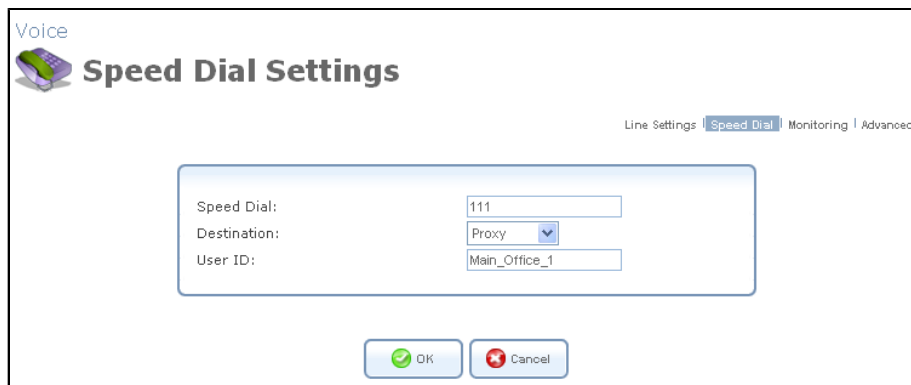 Voice
Speed Dial Settings
Line Settings | Speed Dial | Monitoring | Advanced
Speed Dial: 111
Destination: Proxy
User ID: Main_Office_1
OK Cancel